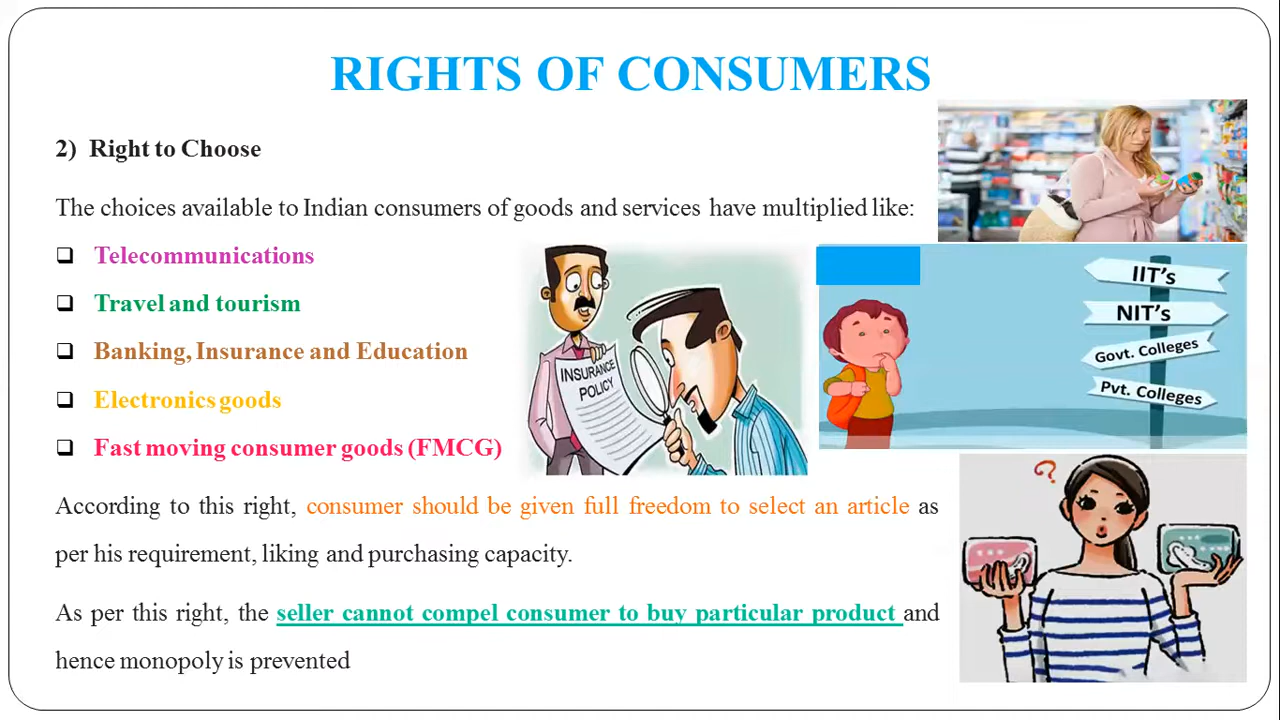 RIGHTS OF CONSUMERS
2) Right to Choose
The choices available to Indian consumers of goods and services have multiplied like:
❑ Telecommunications
❑ Travel and tourism
❑ Banking, Insurance and Education
❑ Electronics goods
❑ Fast moving consumer goods (FMCG)
According to this right, consumer should be given full freedom to select an article as
per his requirement, liking and purchasing capacity.
As per this right, the seller cannot compel consumer to buy particular product and
hence monopoly is prevented
INSURANCE
POLICY
IIT's
NIT's
Govt. Colleges
Pvt. Colleges
?